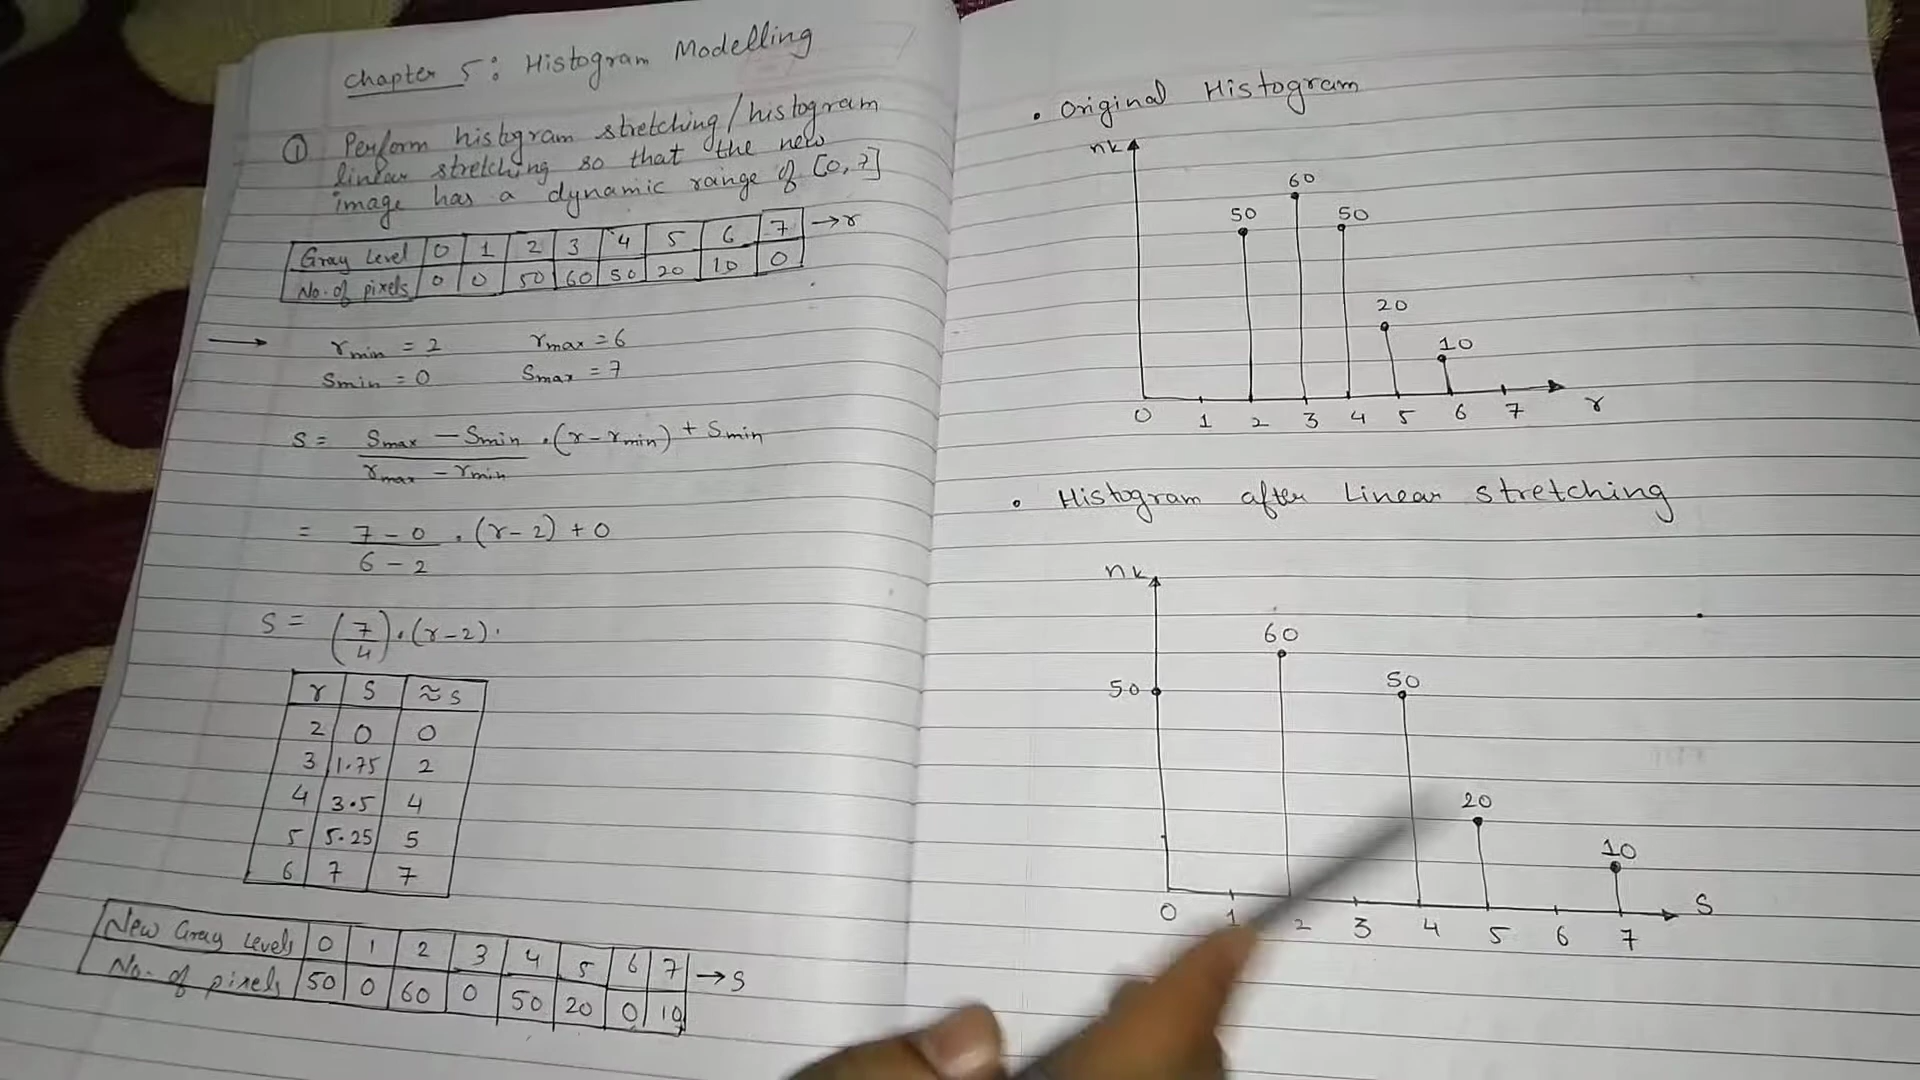 Chapter 5: Histogram Modelling
① Perform histogram stretching/histogram
linear stretching so that the new
image has a dynamic range of [0,7]
Gray Level 0 1 2 3 4 5 6 7 → r
No. of pixels 0 0 50 60 50 20 10 0
→ rmin = 2 rmax = 6
Smin = 0 Smax = 7
S = Smax - Smin / rmax - rmin . (r - rmin) + Smin
= 7 - 0 / 6 - 2 . (r - 2) + 0
S = (7/4) . (r - 2).
r S ≈ S
2 0 0
3 1.75 2
4 3.5 4
5 5.25 5
6 7 7
New Gray Levels 0 1 2 3 4 5 6 7 → S
No. of pixels 50 0 60 0 50 20 0 10
• Original Histogram
nk
60
50 50
20
10
0 1 2 3 4 5 6 7 r
• Histogram after Linear stretching
nk
60
50 50
20
10
0 1 2 3 4 5 6 7 S